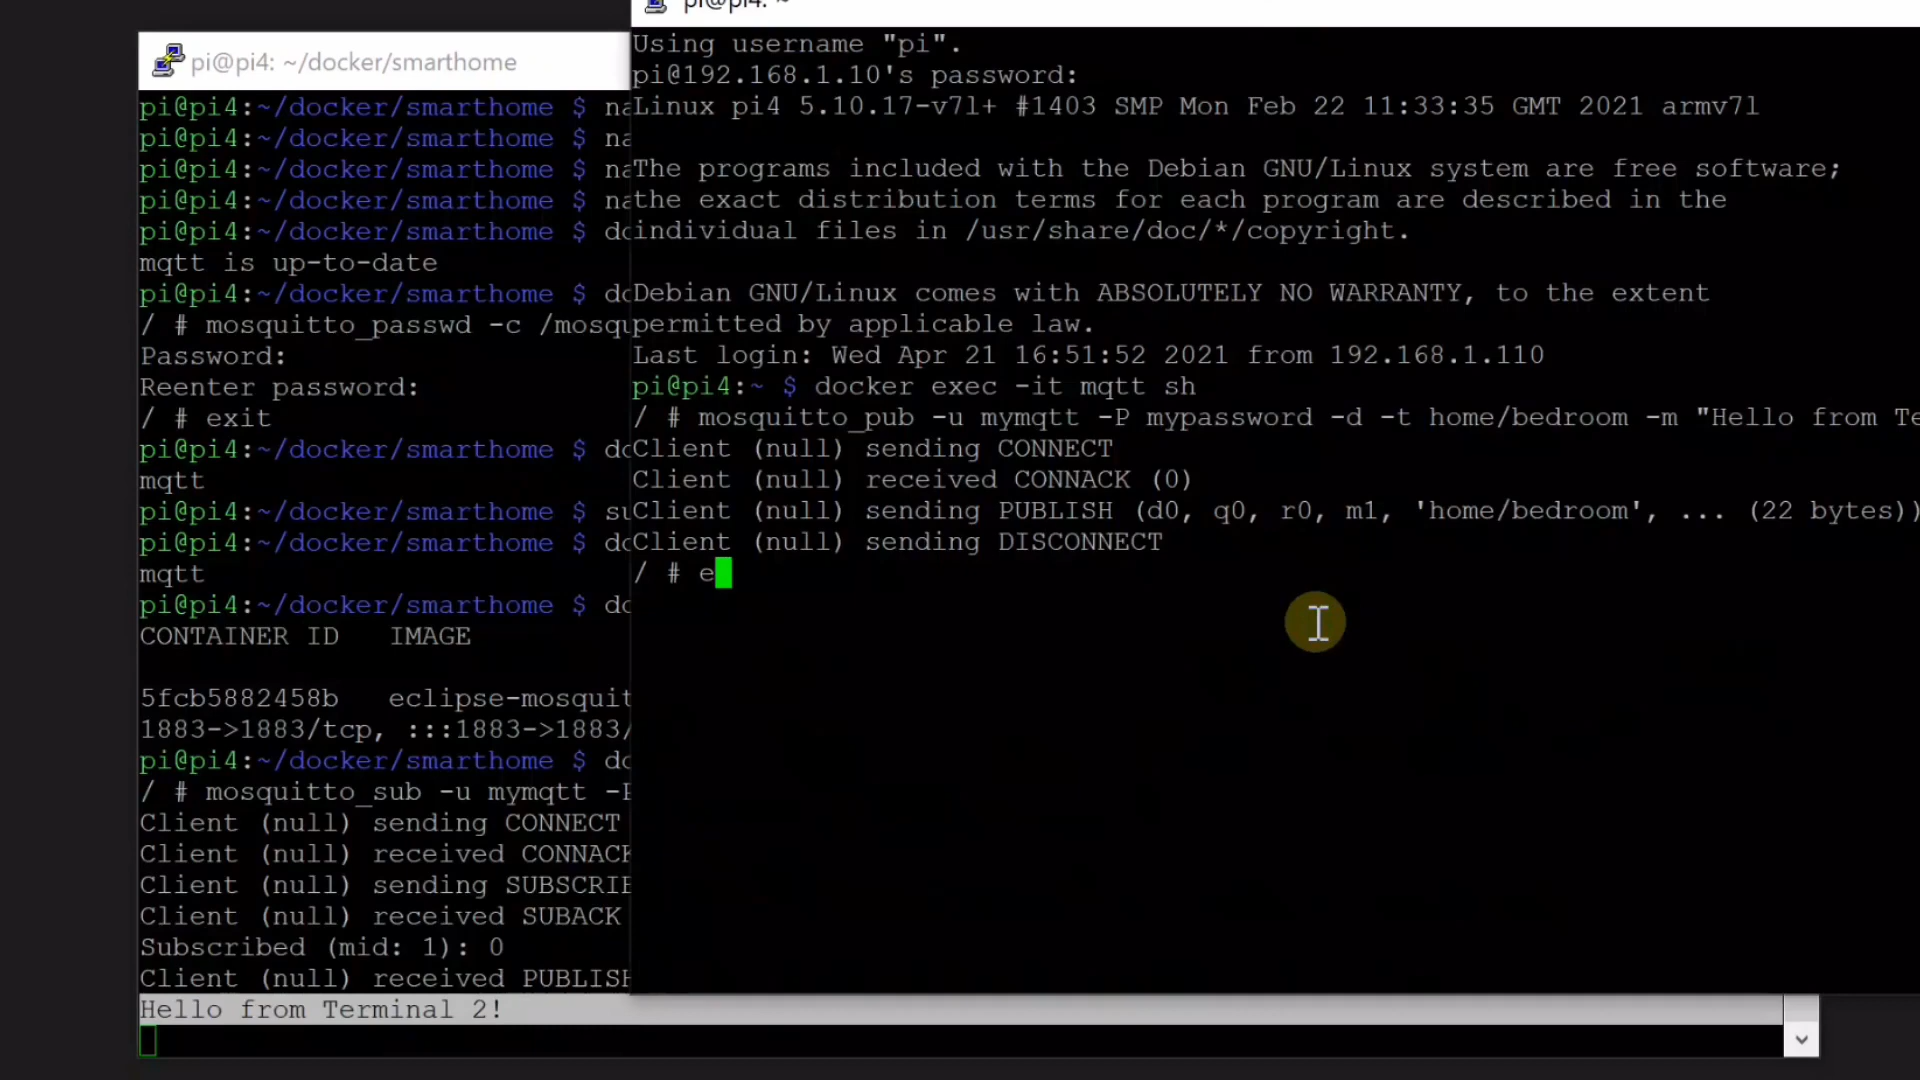 pi@pi4: ~
pi@pi4: ~/docker/smarthome
pi@pi4:~/docker/smarthome $ na
pi@pi4:~/docker/smarthome $ na
pi@pi4:~/docker/smarthome $ na
pi@pi4:~/docker/smarthome $ na
pi@pi4:~/docker/smarthome $ do
mqtt is up-to-date
pi@pi4:~/docker/smarthome $ do
/ # mosquitto_passwd -c /mosqu
Password:
Reenter password:
/ # exit
pi@pi4:~/docker/smarthome $ do
mqtt
pi@pi4:~/docker/smarthome $ su
pi@pi4:~/docker/smarthome $ do
mqtt
pi@pi4:~/docker/smarthome $ do
CONTAINER ID   IMAGE
5fcb5882458b   eclipse-mosquit
1883->1883/tcp, :::1883->1883/
pi@pi4:~/docker/smarthome $ do
/ # mosquitto_sub -u mymqtt -P
Client (null) sending CONNECT
Client (null) received CONNACK
Client (null) sending SUBSCRIB
Client (null) received SUBACK
Subscribed (mid: 1): 0
Client (null) received PUBLISH
Hello from Terminal 2!
Using username "pi".
pi@192.168.1.10's password:
Linux pi4 5.10.17-v7l+ #1403 SMP Mon Feb 22 11:33:35 GMT 2021 armv7l
The programs included with the Debian GNU/Linux system are free software;
the exact distribution terms for each program are described in the
individual files in /usr/share/doc/*/copyright.
Debian GNU/Linux comes with ABSOLUTELY NO WARRANTY, to the extent
permitted by applicable law.
Last login: Wed Apr 21 16:51:52 2021 from 192.168.1.110
pi@pi4:~ $ docker exec -it mqtt sh
/ # mosquitto_pub -u mymqtt -P mypassword -d -t home/bedroom -m "Hello from Te
Client (null) sending CONNECT
Client (null) received CONNACK (0)
Client (null) sending PUBLISH (d0, q0, r0, m1, 'home/bedroom', ... (22 bytes))
Client (null) sending DISCONNECT
/ # e